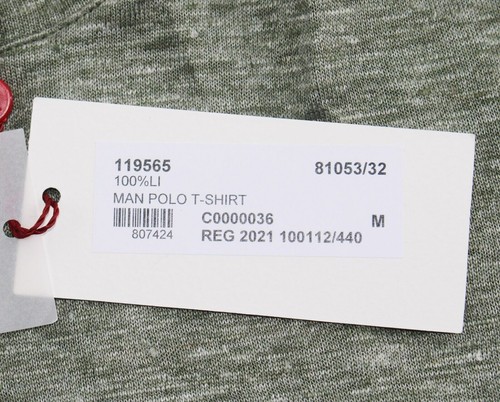 119565 81053/32
100%LI
MAN POLO T-SHIRT
C0000036 M
807424 REG 2021 100112/440